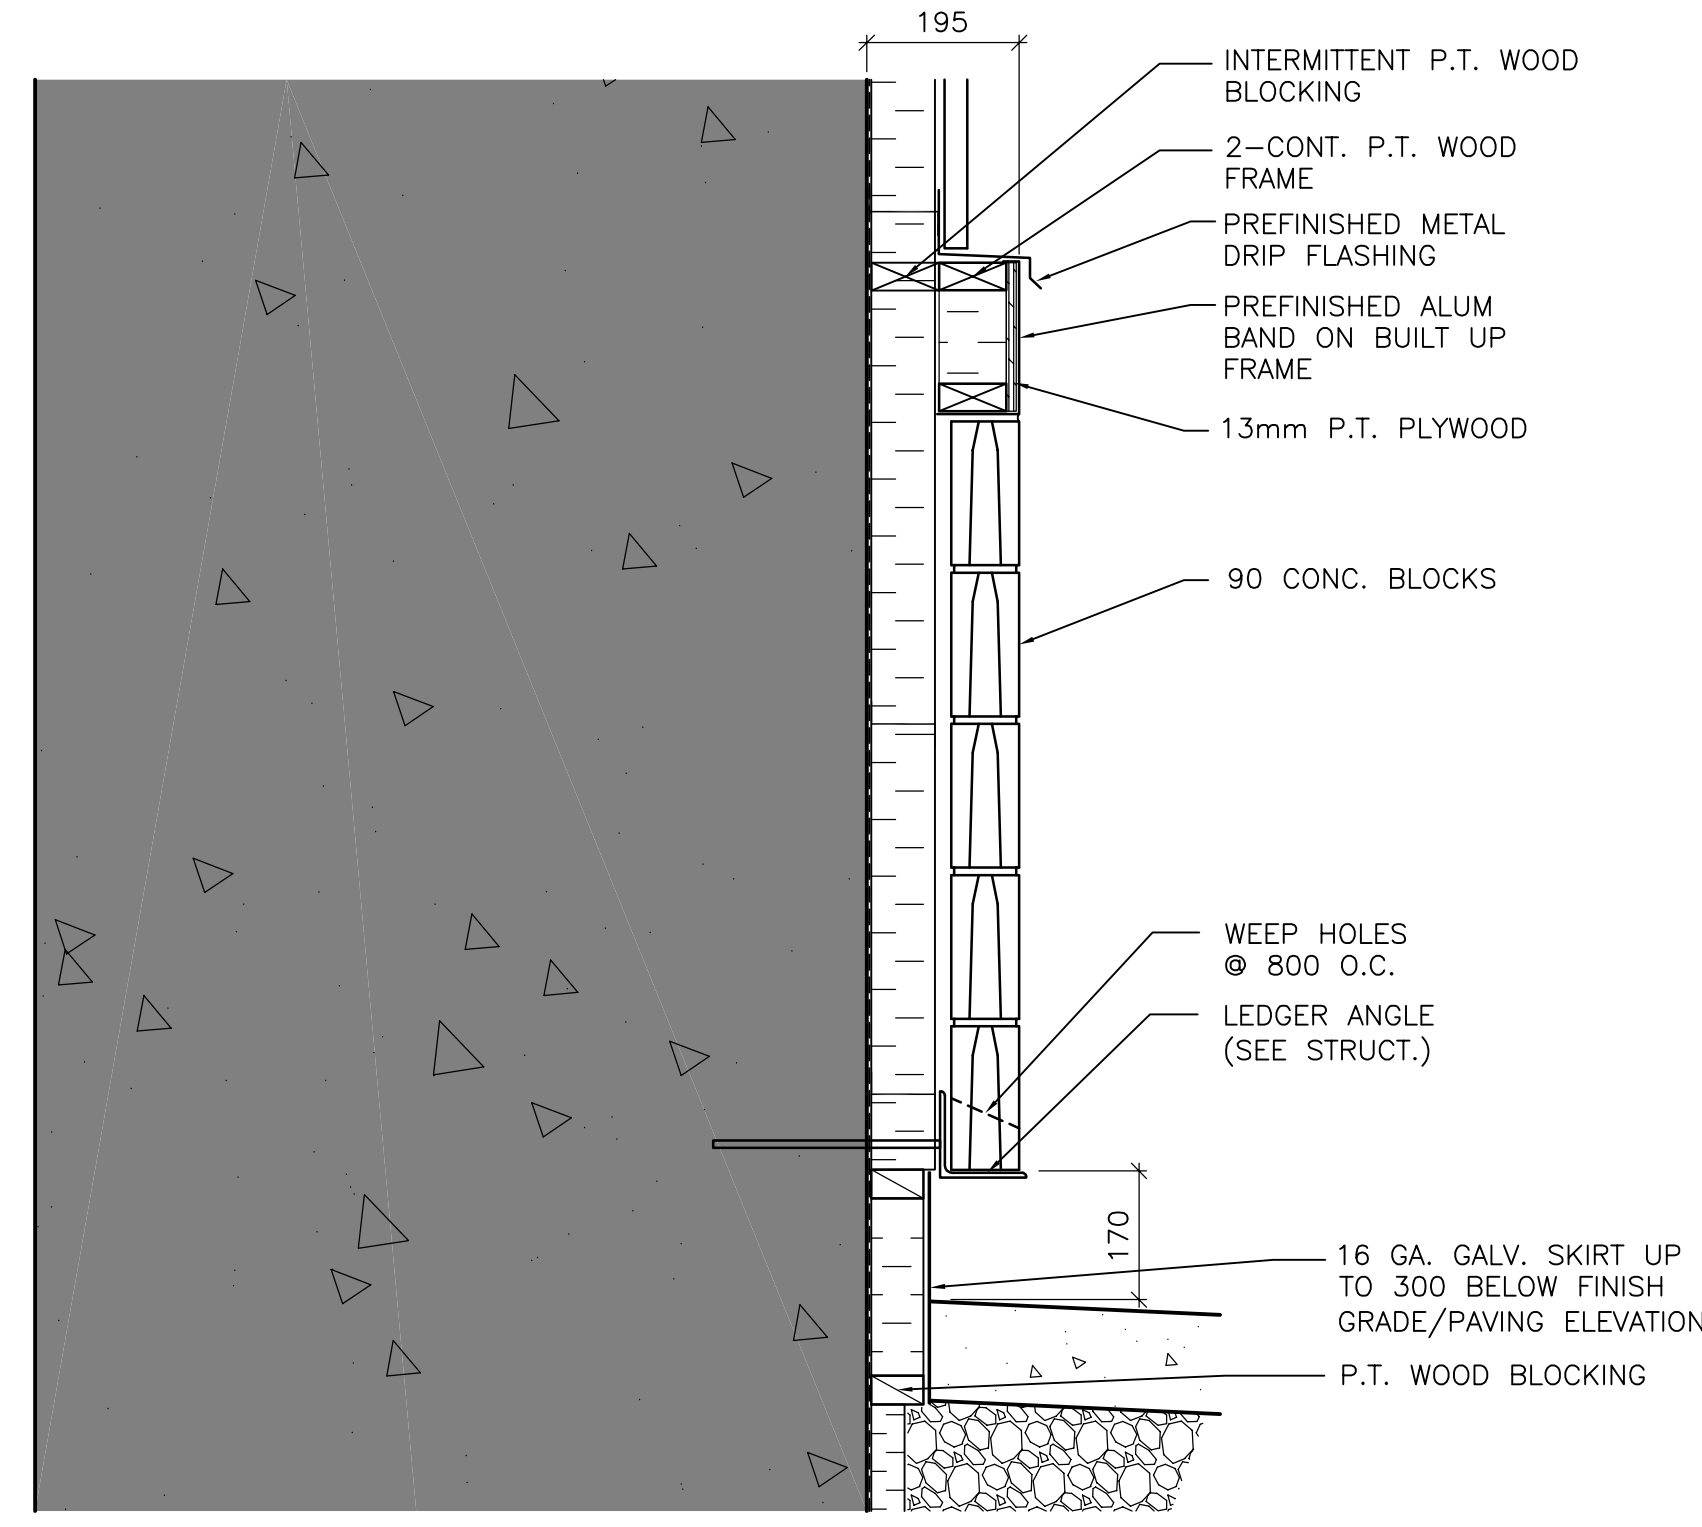 195
INTERMITTENT P.T. WOOD
BLOCKING
2-CONT. P.T. WOOD
FRAME
PREFINISHED METAL
DRIP FLASHING
PREFINISHED ALUM
BAND ON BUILT UP
FRAME
13mm P.T. PLYWOOD
90 CONC. BLOCKS
WEEP HOLES
@ 800 O.C.
LEDGER ANGLE
(SEE STRUCT.)
170
16 GA. GALV. SKIRT UP
TO 300 BELOW FINISH
GRADE/PAVING ELEVATION
P.T. WOOD BLOCKING